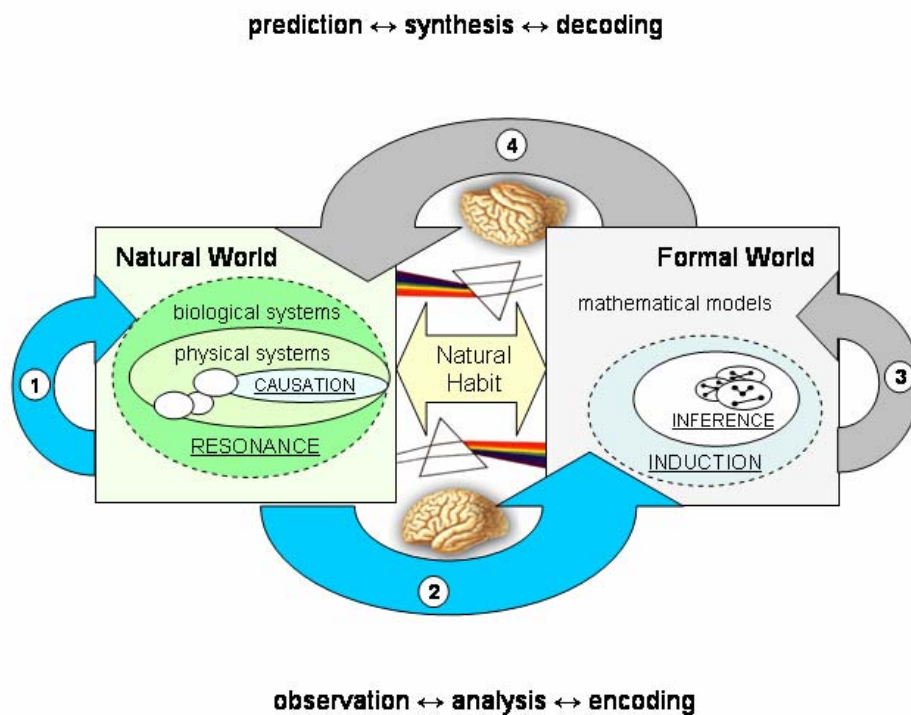 prediction ↔ synthesis ↔ decoding
4
Natural World
Formal World
biological systems
mathematical models
physical systems
Natural
Habit
CAUSATION
1
3
INFERENCE
RESONANCE
INDUCTION
2
observation ↔ analysis ↔ encoding